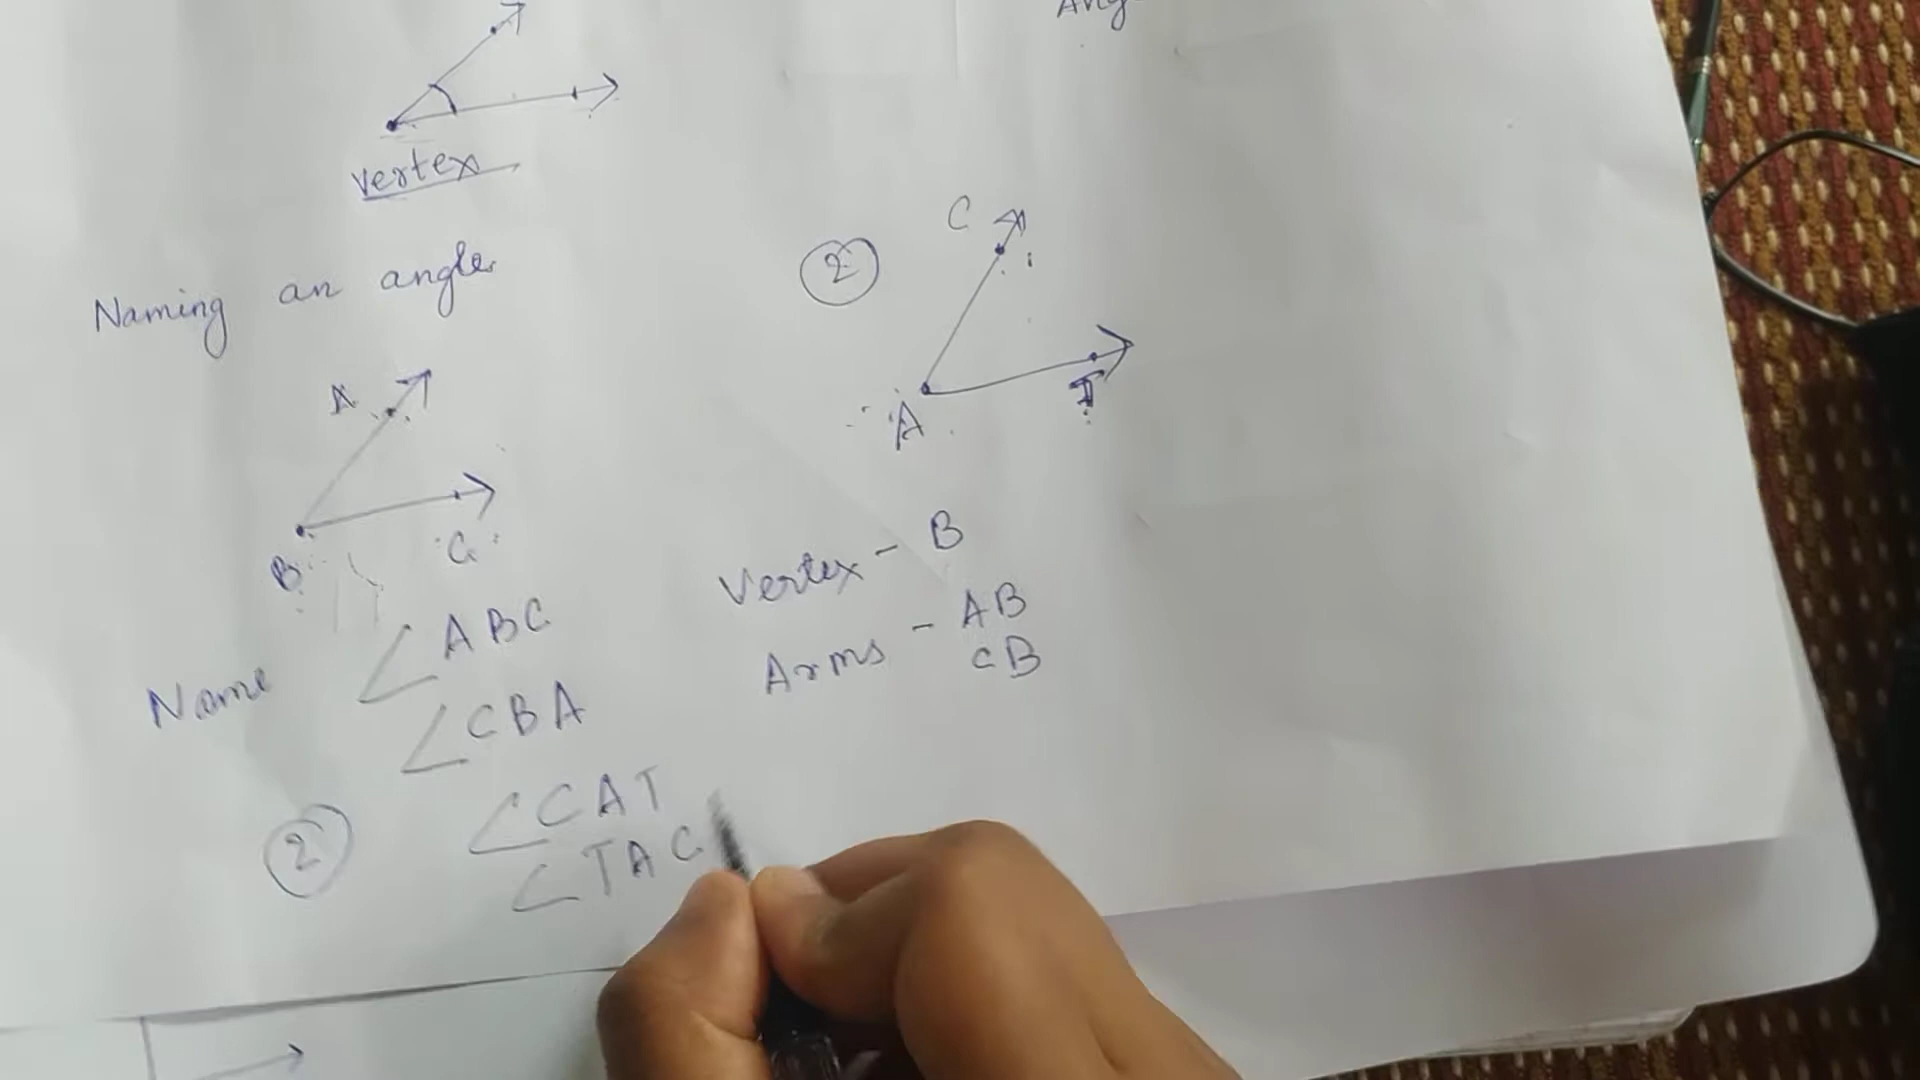 vertex
Naming an angle
A
B
C
2
C
A
T
Name ∠ABC
∠CBA
Vertex - B
Arms - AB
CB
2
∠CAT
∠TAC